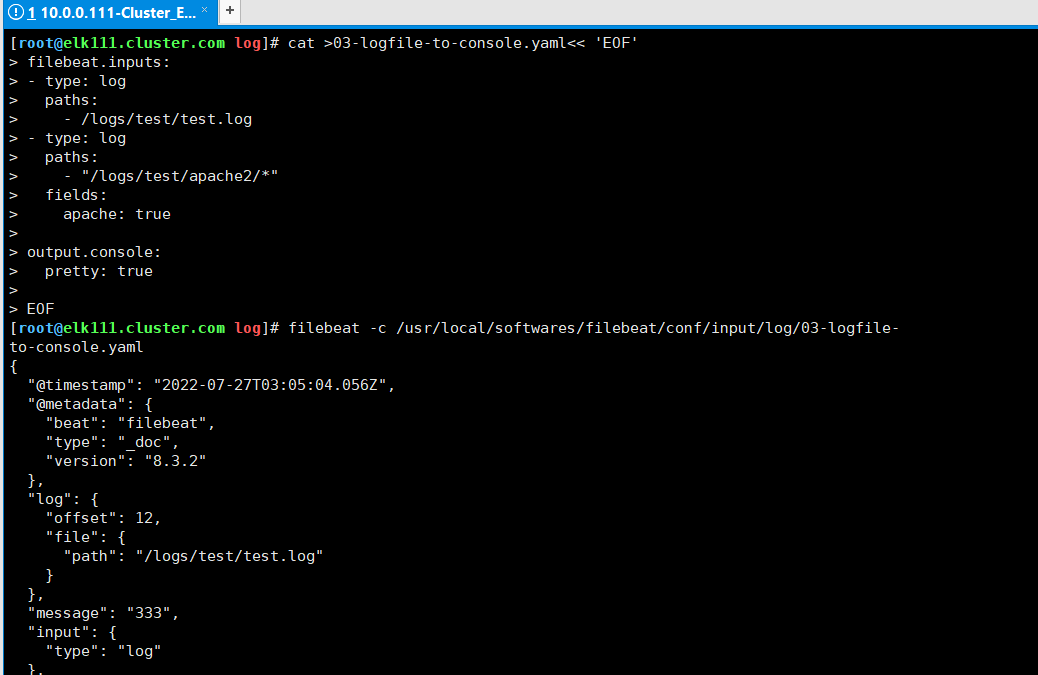 1 10.0.0.111-Cluster_E... × +
[root@elk111.cluster.com log]# cat >03-logfile-to-console.yaml<< 'EOF'
> filebeat.inputs:
> - type: log
>   paths:
>     - /logs/test/test.log
> - type: log
>   paths:
>     - "/logs/test/apache2/*"
>   fields:
>     apache: true
>
> output.console:
>   pretty: true
>
> EOF
[root@elk111.cluster.com log]# filebeat -c /usr/local/softwares/filebeat/conf/input/log/03-logfile-
to-console.yaml
{
  "@timestamp": "2022-07-27T03:05:04.056Z",
  "@metadata": {
    "beat": "filebeat",
    "type": "_doc",
    "version": "8.3.2"
  },
  "log": {
    "offset": 12,
    "file": {
      "path": "/logs/test/test.log"
    }
  },
  "message": "333",
  "input": {
    "type": "log"
  },